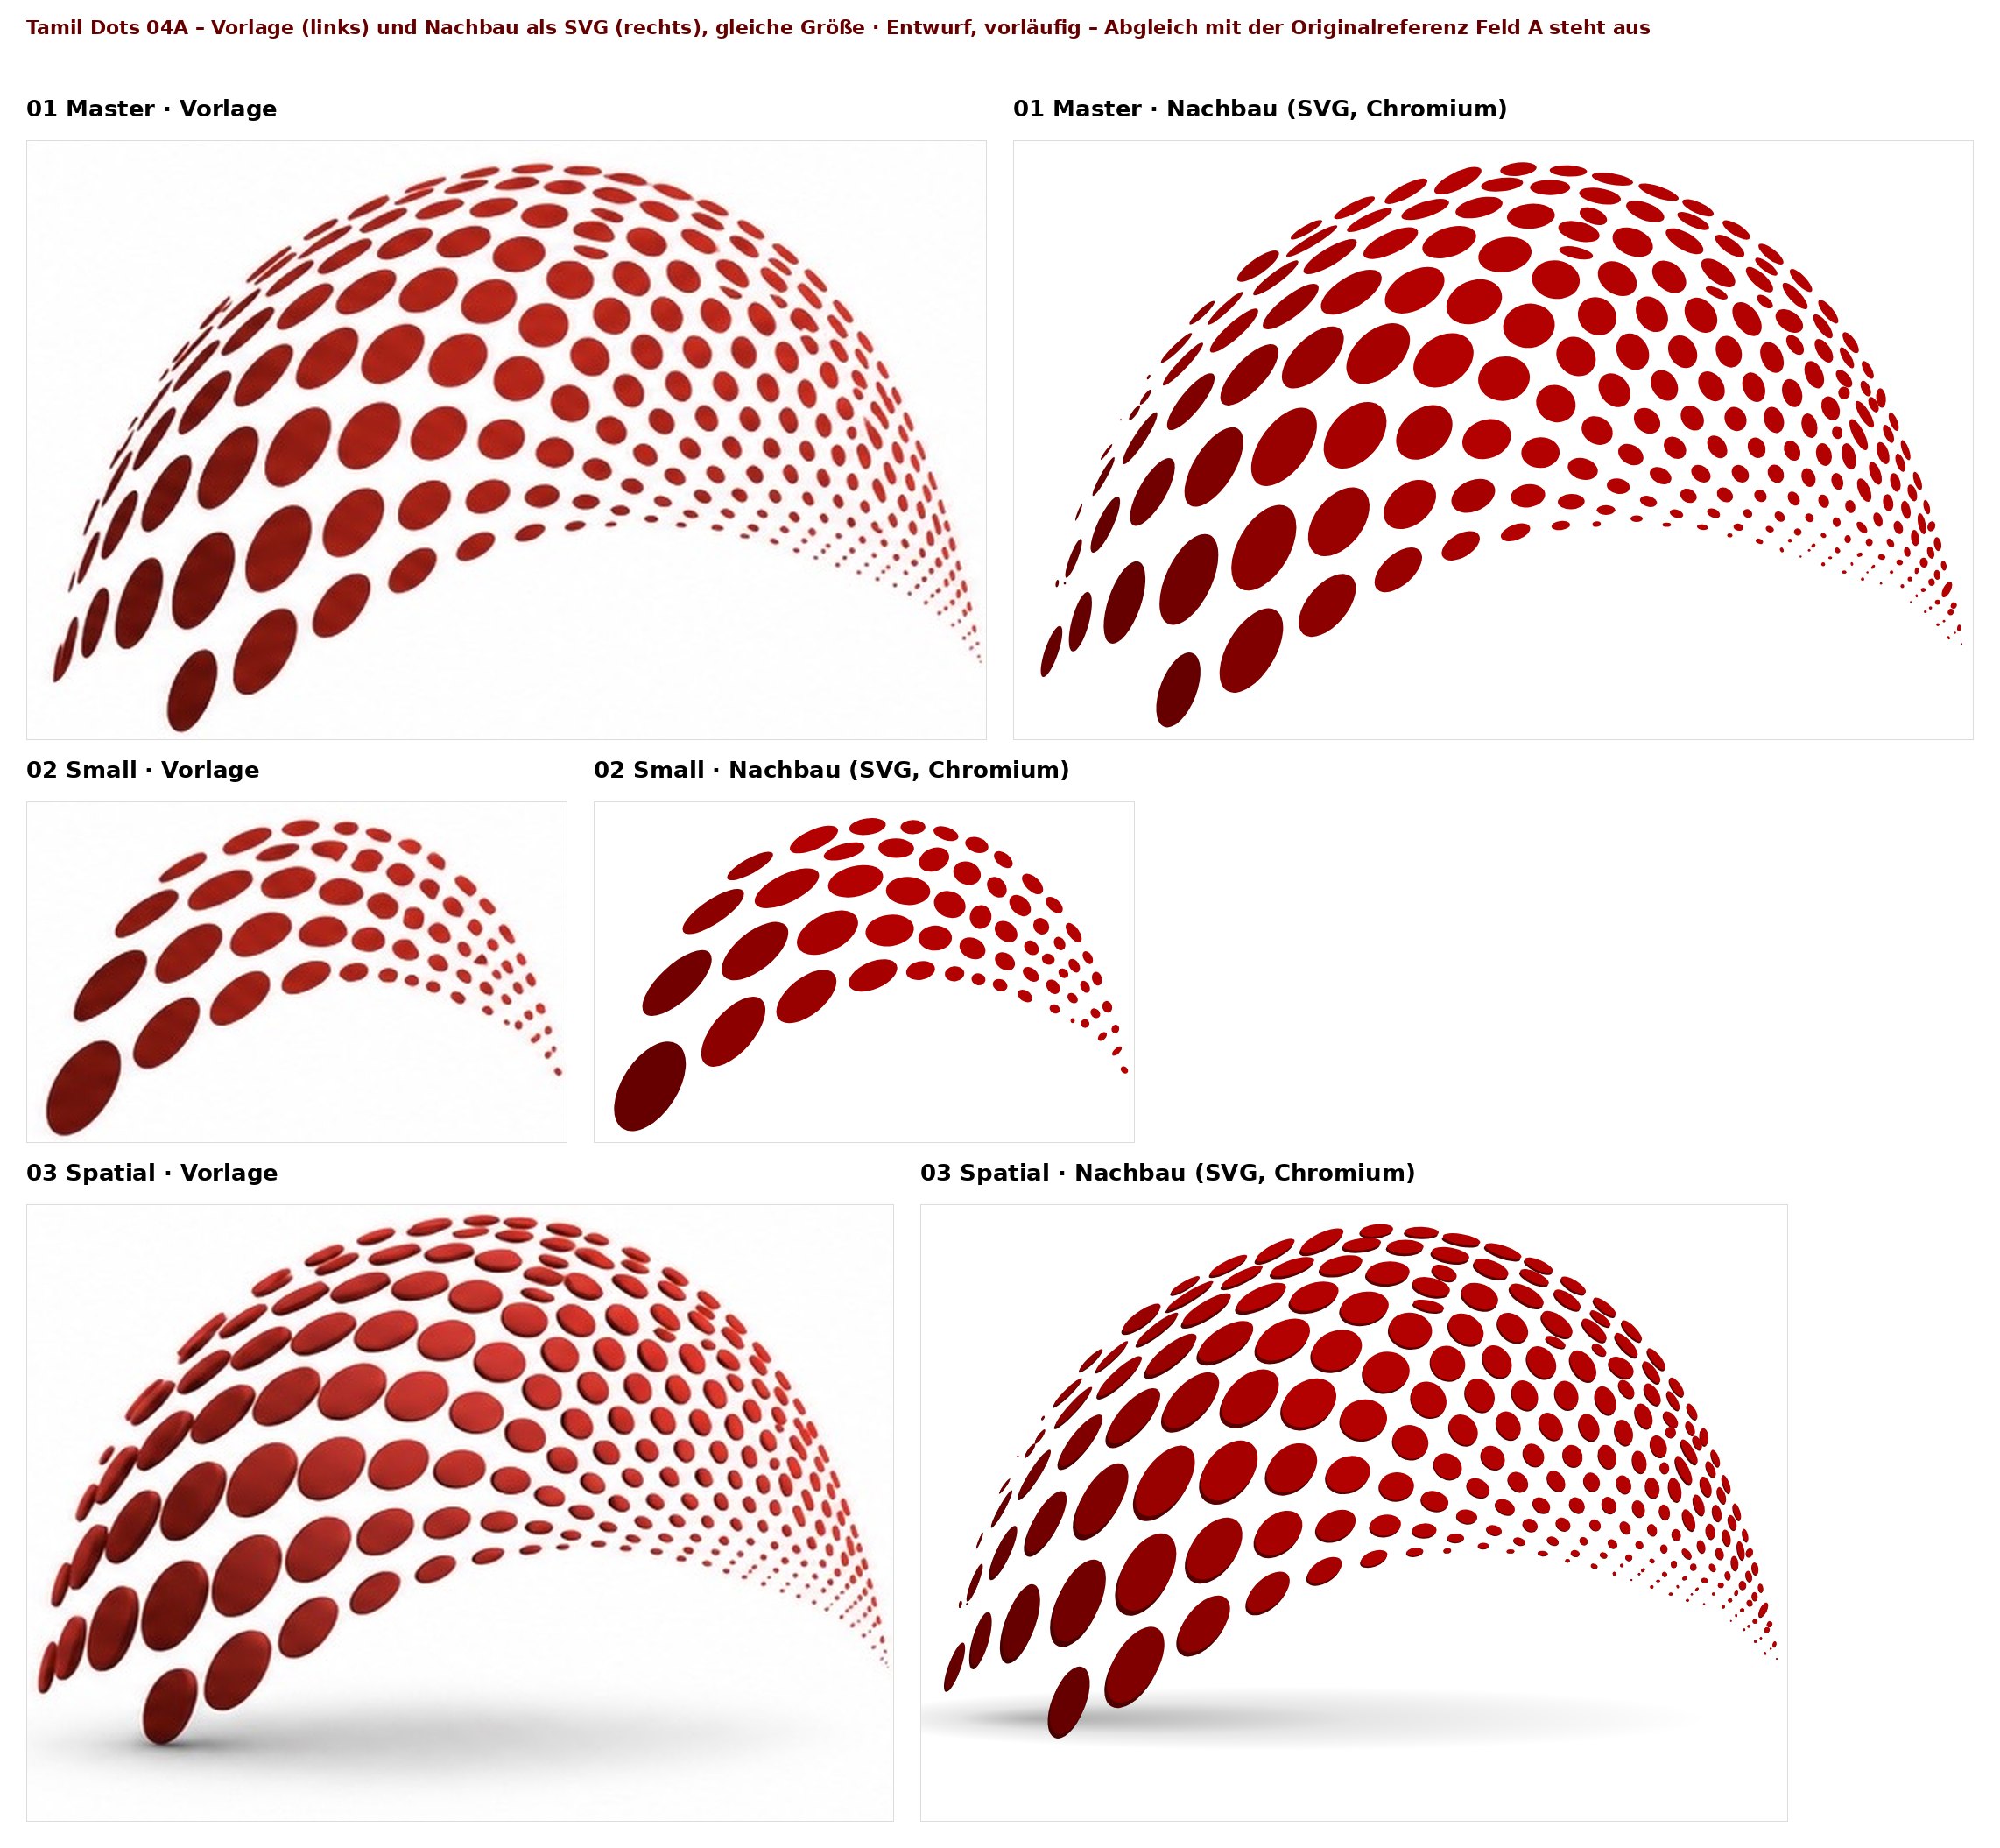 Tamil Dots 04A – Vorlage (links) und Nachbau als SVG (rechts), gleiche Größe · Entwurf, vorläufig – Abgleich mit der Originalreferenz Feld A steht aus
01 Master · Vorlage
01 Master · Nachbau (SVG, Chromium)
02 Small · Vorlage
02 Small · Nachbau (SVG, Chromium)
03 Spatial · Vorlage
03 Spatial · Nachbau (SVG, Chromium)